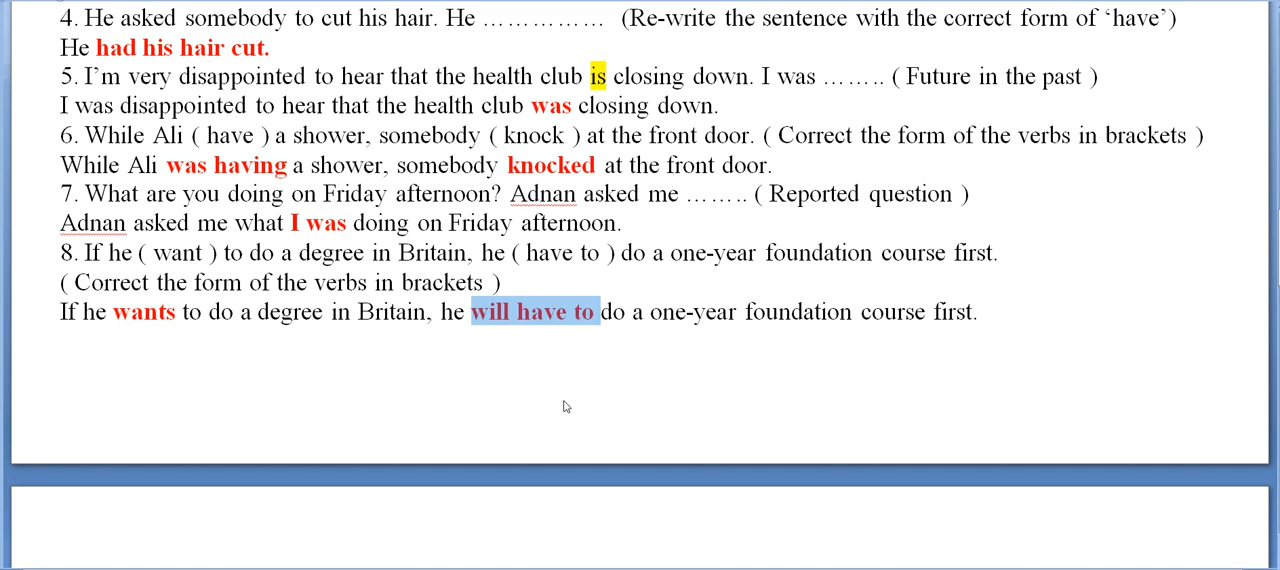 4. He asked somebody to cut his hair. He …………… (Re-write the sentence with the correct form of ‘have’)
He had his hair cut.
5. I’m very disappointed to hear that the health club is closing down. I was …….. ( Future in the past )
I was disappointed to hear that the health club was closing down.
6. While Ali ( have ) a shower, somebody ( knock ) at the front door. ( Correct the form of the verbs in brackets )
While Ali was having a shower, somebody knocked at the front door.
7. What are you doing on Friday afternoon? Adnan asked me …….. ( Reported question )
Adnan asked me what I was doing on Friday afternoon.
8. If he ( want ) to do a degree in Britain, he ( have to ) do a one-year foundation course first.
( Correct the form of the verbs in brackets )
If he wants to do a degree in Britain, he will have to do a one-year foundation course first.